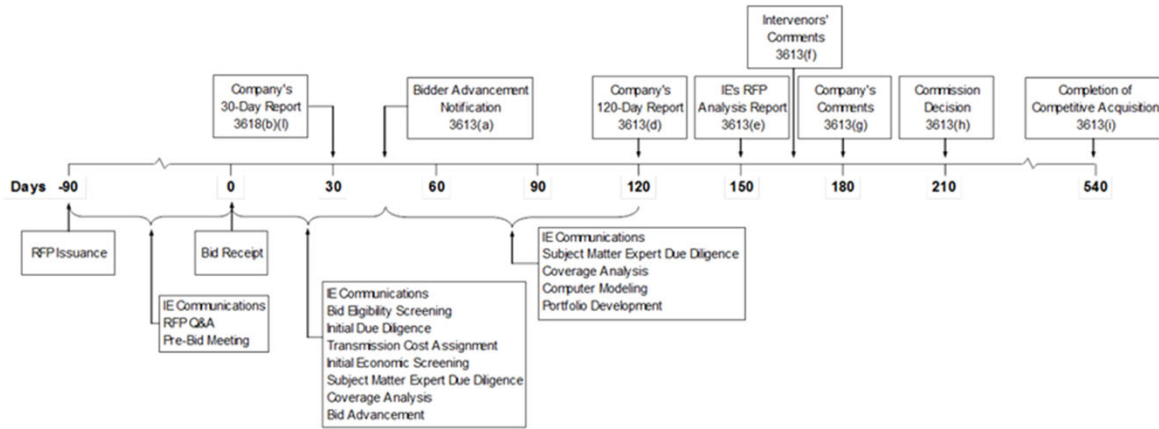 Intervenors'
Comments
3613(f)
Company's
30-Day Report
3618(b)(l)
Bidder Advancement
Notification
3613(a)
Company's
120-Day Report
3613(d)
IE's RFP
Analysis Report
3613(e)
Company's
Comments
3613(g)
Commission
Decision
3613(h)
Completion of
Competitive Acquisition
3613(i)
Days -90 0 30 60 90 120 150 180 210 540
RFP Issuance
Bid Receipt
IE Communications
RFP Q&A
Pre-Bid Meeting
IE Communications
Bid Eligibility Screening
Initial Due Diligence
Transmission Cost Assignment
Initial Economic Screening
Subject Matter Expert Due Diligence
Coverage Analysis
Bid Advancement
IE Communications
Subject Matter Expert Due Diligence
Coverage Analysis
Computer Modeling
Portfolio Development